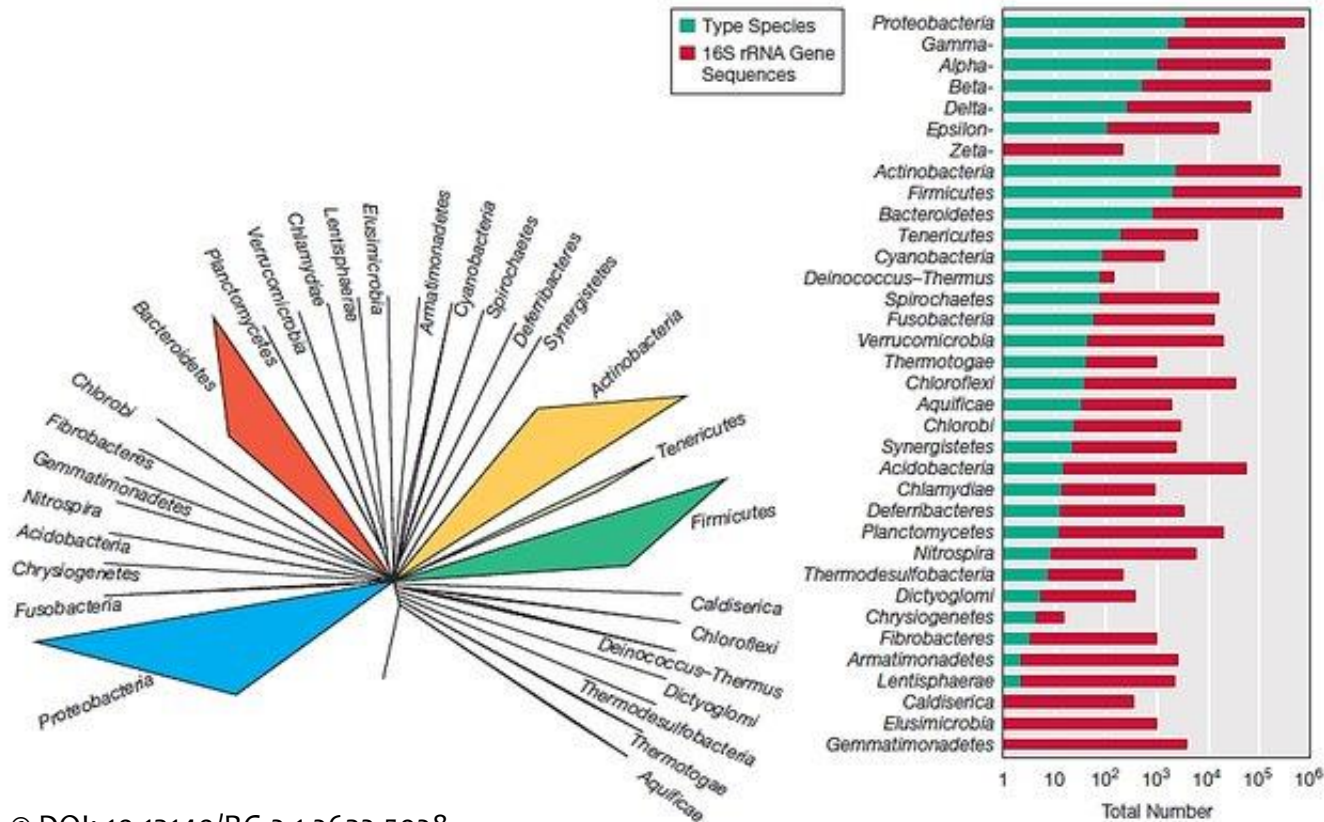 Type Species
16S rRNA Gene
Sequences
Proteobacteria
Gamma-
Alpha-
Beta-
Delta-
Epsilon-
Zeta-
Actinobacteria
Firmicutes
Bacteroidetes
Tenericutes
Cyanobacteria
Deinococcus–Thermus
Spirochaetes
Fusobacteria
Verrucomicrobia
Thermotogae
Chloroflexi
Aquificae
Chlorobi
Synergistetes
Acidobacteria
Chlamydiae
Deferribacteres
Planctomycetes
Nitrospira
Thermodesulfobacteria
Dictyoglomi
Chrysiogenetes
Fibrobacteres
Armatimonadetes
Lentisphaerae
Caldiserica
Elusimicrobia
Gemmatimonadetes
1 10 10² 10³ 10⁴ 10⁵ 10⁶
Total Number
Proteobacteria
Fusobacteria
Chrysiogenetes
Acidobacteria
Nitrospira
Gemmatimonadetes
Fibrobacteres
Chlorobi
Bacteroidetes
Planctomycetes
Verrucomicrobia
Chlamydiae
Lentisphaerae
Elusimicrobia
Armatimonadetes
Cyanobacteria
Spirochaetes
Deferribacteres
Synergistetes
Actinobacteria
Tenericutes
Firmicutes
Caldiserica
Chloroflexi
Deinococcus–Thermus
Dictyoglomi
Thermodesulfobacteria
Thermotogae
Aquificae
© DOI: